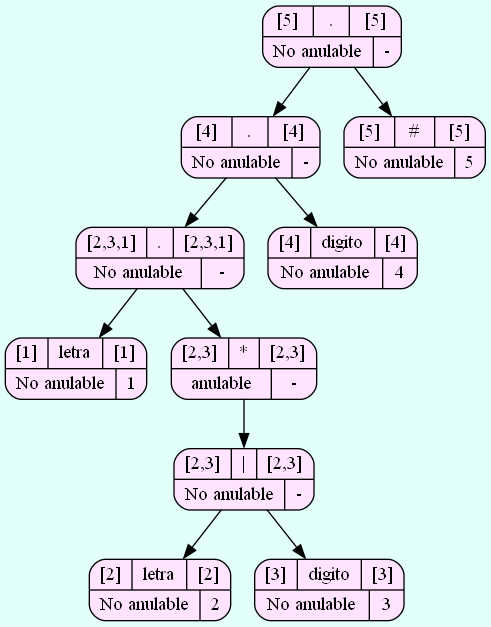 [5] . [5]
No anulable -
[4] . [4]
No anulable -
[5] # [5]
No anulable 5
[2,3,1] . [2,3,1]
No anulable -
[4] digito [4]
No anulable 4
[1] letra [1]
No anulable 1
[2,3] * [2,3]
anulable -
[2,3] | [2,3]
No anulable -
[2] letra [2]
No anulable 2
[3] digito [3]
No anulable 3